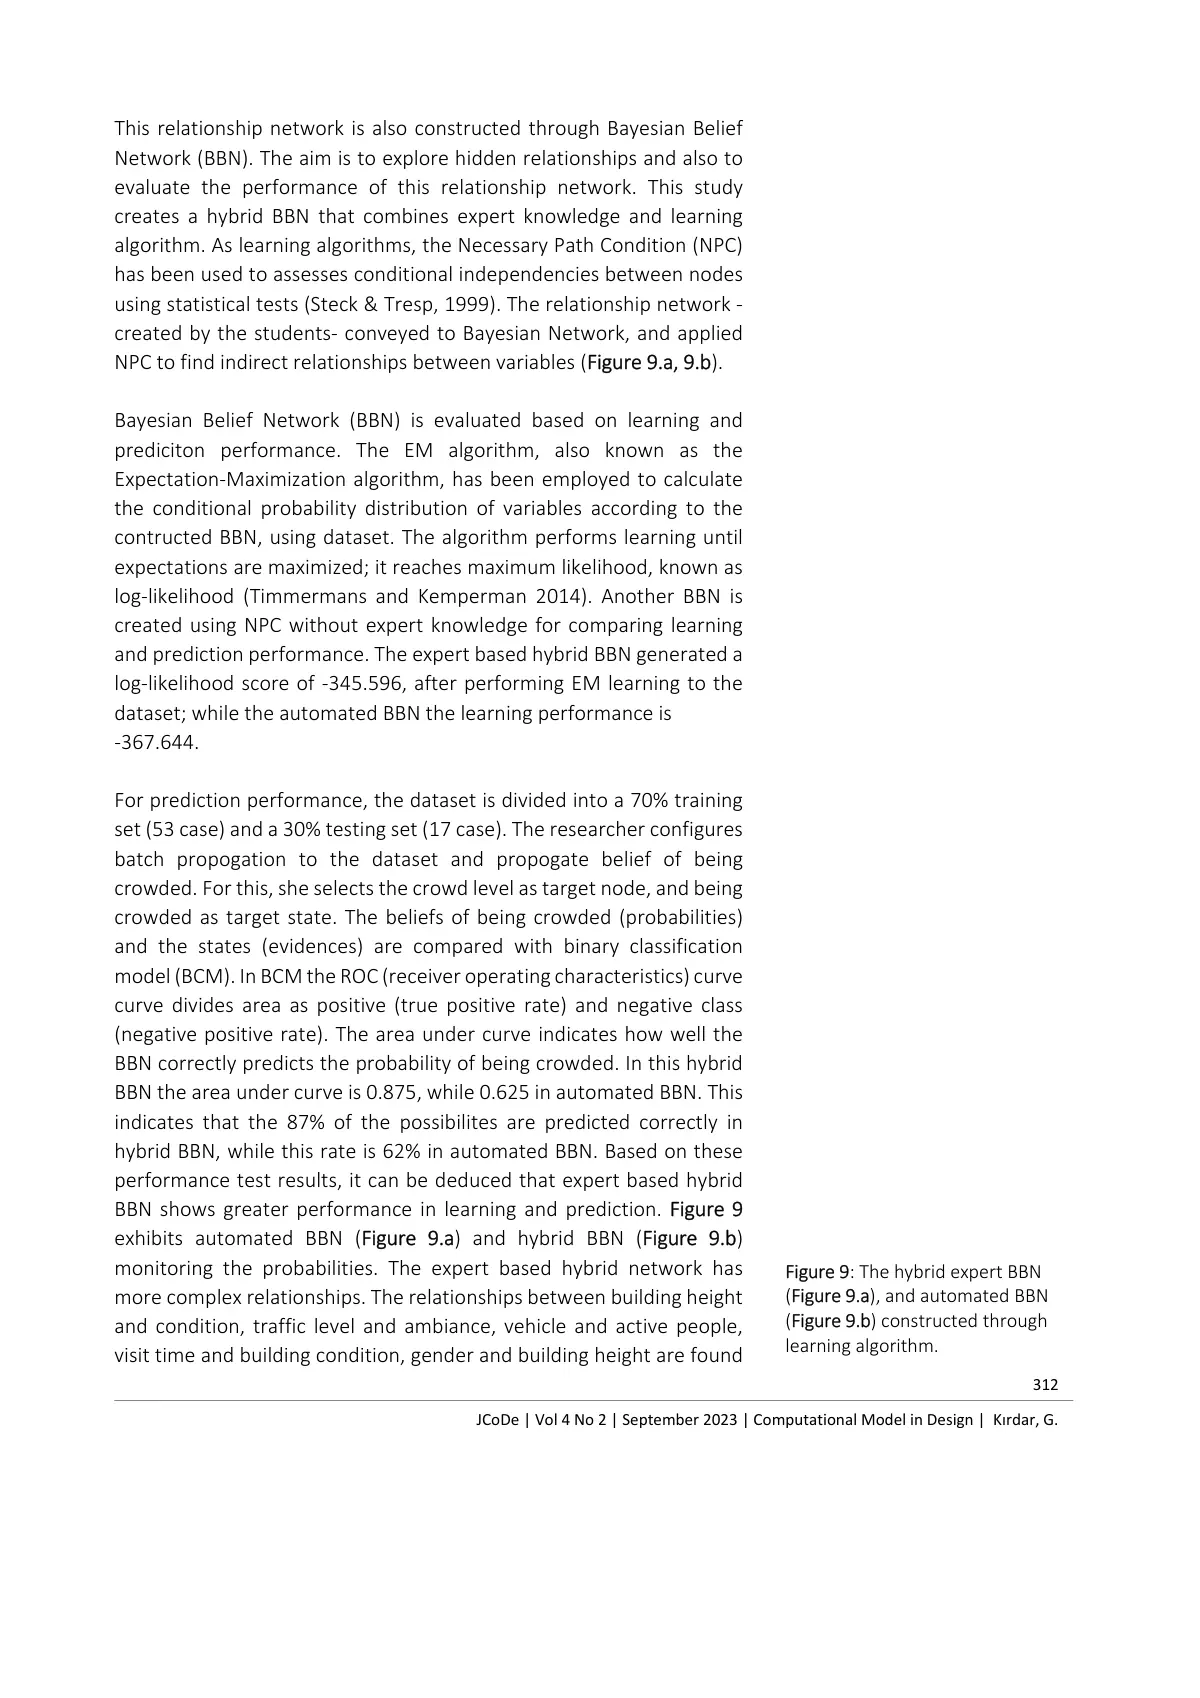 This relationship network is also constructed through Bayesian Belief
Network (BBN). The aim is to explore hidden relationships and also to
evaluate the performance of this relationship network. This study
creates a hybrid BBN that combines expert knowledge and learning
algorithm. As learning algorithms, the Necessary Path Condition (NPC)
has been used to assesses conditional independencies between nodes
using statistical tests (Steck & Tresp, 1999). The relationship network -
created by the students- conveyed to Bayesian Network, and applied
NPC to find indirect relationships between variables (Figure 9.a, 9.b).
Bayesian Belief Network (BBN) is evaluated based on learning and
prediciton performance. The EM algorithm, also known as the
Expectation-Maximization algorithm, has been employed to calculate
the conditional probability distribution of variables according to the
contructed BBN, using dataset. The algorithm performs learning until
expectations are maximized; it reaches maximum likelihood, known as
log-likelihood (Timmermans and Kemperman 2014). Another BBN is
created using NPC without expert knowledge for comparing learning
and prediction performance. The expert based hybrid BBN generated a
log-likelihood score of -345.596, after performing EM learning to the
dataset; while the automated BBN the learning performance is
-367.644.
For prediction performance, the dataset is divided into a 70% training
set (53 case) and a 30% testing set (17 case). The researcher configures
batch propogation to the dataset and propogate belief of being
crowded. For this, she selects the crowd level as target node, and being
crowded as target state. The beliefs of being crowded (probabilities)
and the states (evidences) are compared with binary classification
model (BCM). In BCM the ROC (receiver operating characteristics) curve
curve divides area as positive (true positive rate) and negative class
(negative positive rate). The area under curve indicates how well the
BBN correctly predicts the probability of being crowded. In this hybrid
BBN the area under curve is 0.875, while 0.625 in automated BBN. This
indicates that the 87% of the possibilites are predicted correctly in
hybrid BBN, while this rate is 62% in automated BBN. Based on these
performance test results, it can be deduced that expert based hybrid
BBN shows greater performance in learning and prediction. Figure 9
exhibits automated BBN (Figure 9.a) and hybrid BBN (Figure 9.b)
monitoring the probabilities. The expert based hybrid network has
more complex relationships. The relationships between building height
and condition, traffic level and ambiance, vehicle and active people,
visit time and building condition, gender and building height are found
Figure 9: The hybrid expert BBN
(Figure 9.a), and automated BBN
(Figure 9.b) constructed through
learning algorithm.
312
JCoDe | Vol 4 No 2 | September 2023 | Computational Model in Design | Kırdar, G.